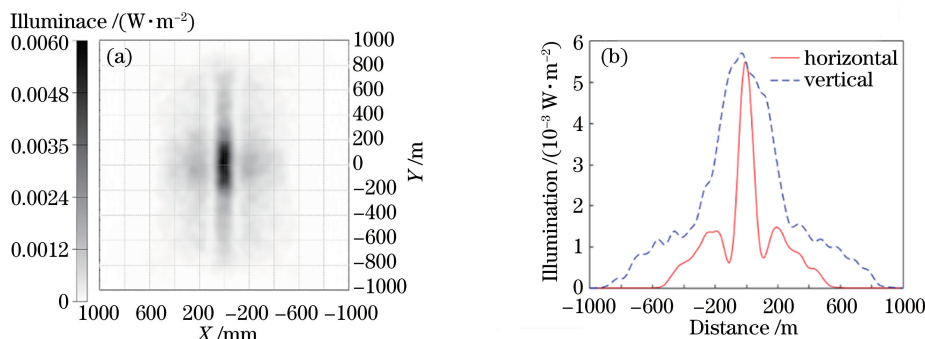 Illuminace /(W·m⁻²)
0.0060
0.0048
0.0035
0.0024
0.0012
0
(a)
1000
800
600
400
200
0
−200
−400
−600
−800
−1000
Y /m
1000 600 200 −200 −600 −1000
X /mm
(b)
horizontal
vertical
6
5
4
3
2
1
0
Illumination /(10⁻³ W·m⁻²)
−1000 −600 −200 200 600 1000
Distance /m